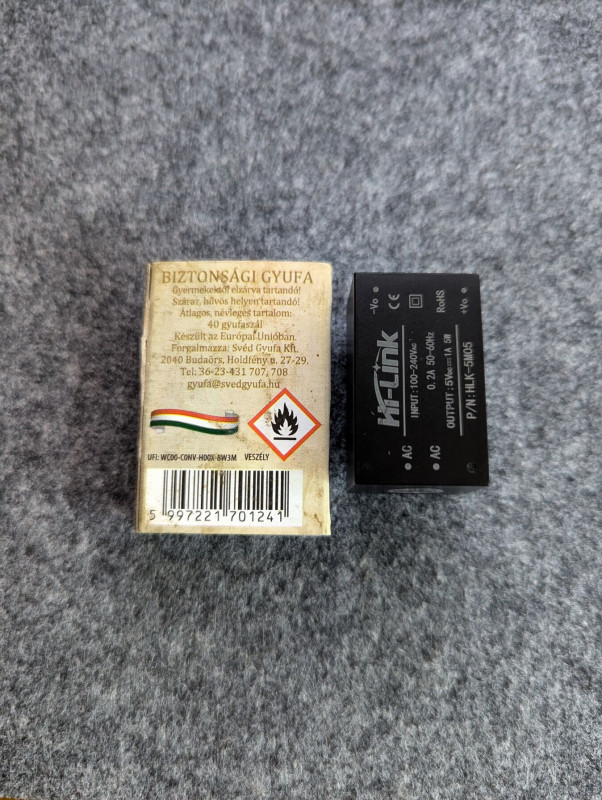 BIZTONSÁGI GYUFA
Gyermekektől elzárva tartandó!
Száraz, hűvös helyen tartandó!
Átlagos, névleges tartalom:
40 gyufaszál
Készült az Európai Unióban.
Forgalmazza: Svéd Gyufa Kft.
2040 Budaörs, Holdfény u. 27-29.
Tel: 36-23-431 707, 708
gyufa@svedgyufa.hu
UFI: WC00-C0NV-H00X-8W3M VESZÉLY
5 997221 701241
Hi-Link
INPUT:100-240VAC
0.2A 50-60Hz
OUTPUT:5VDC⎓1A 5W
P/N:HLK-5M05
AC
AC
-Vo
CE
RoHS
+Vo